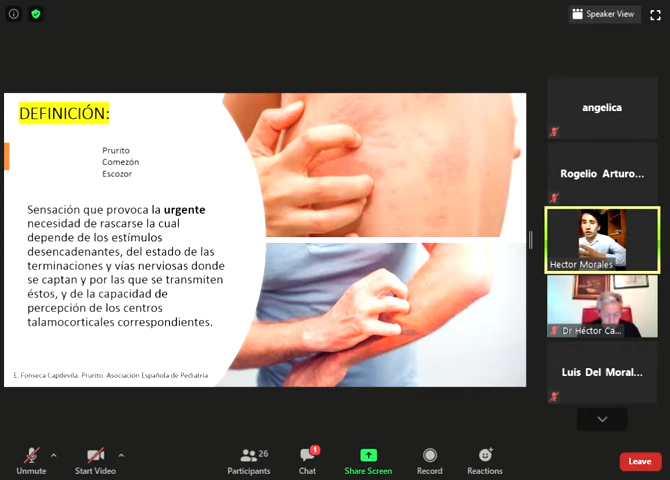 Speaker View
DEFINICIÓN:
Prurito
Comezón
Escozor
Sensación que provoca la urgente
necesidad de rascarse la cual
depende de los estímulos
desencadenantes, del estado de las
terminaciones y vías nerviosas donde
se captan y por las que se transmiten
éstos, y de la capacidad de
percepción de los centros
talamocorticales correspondientes.
E. Fonseca Capdevila. Prurito. Asociación Española de Pediatría
angelica
Rogelio Arturo...
Hector Morales
Dr Héctor Ca...
Luis Del Moral...
Unmute
Start Video
26
Participants
1
Chat
Share Screen
Record
Reactions
Leave